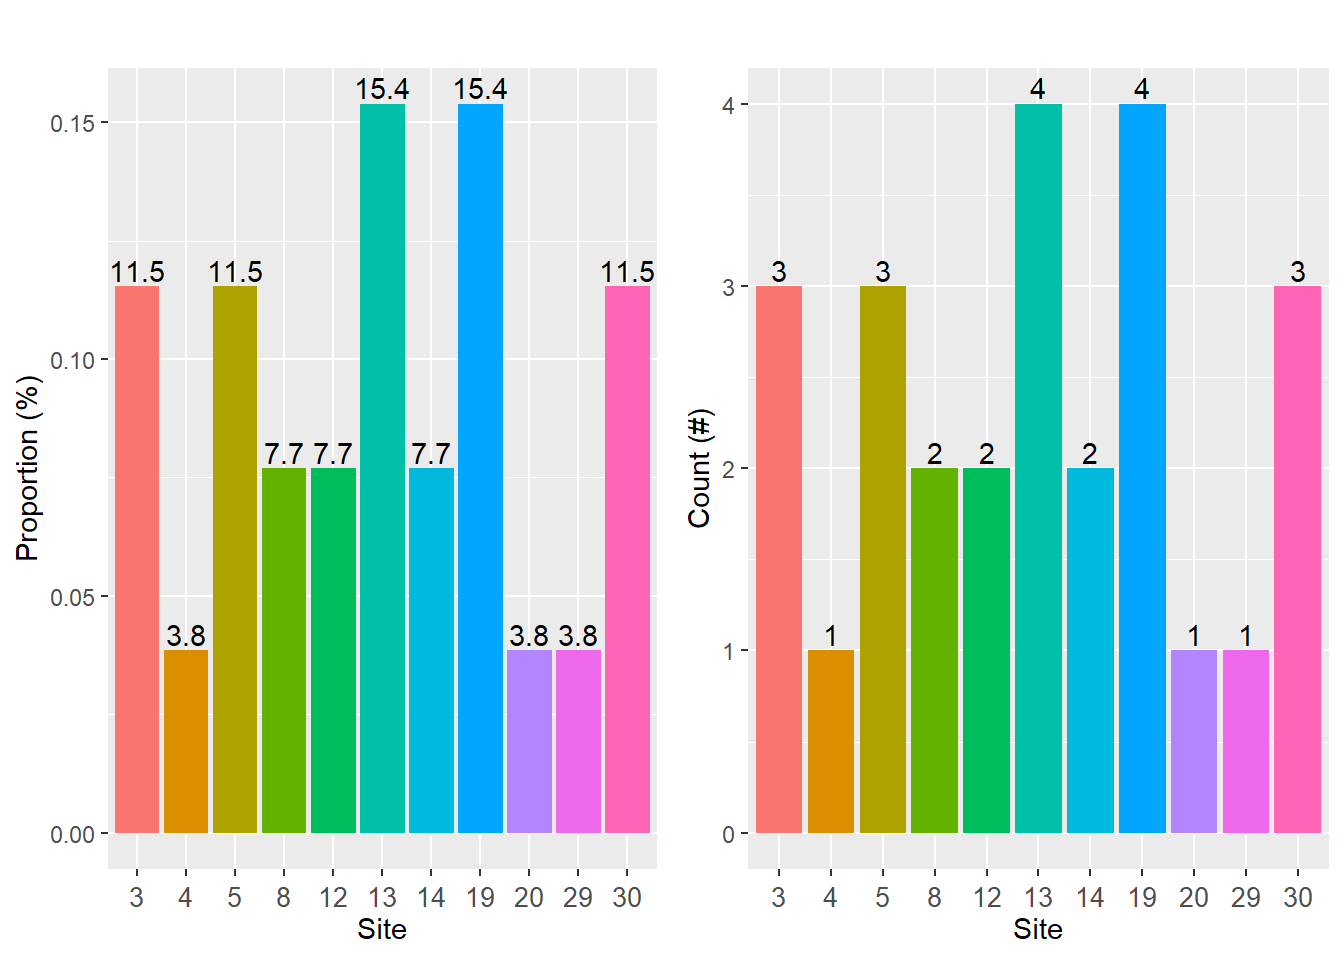 15.4 15.4
11.5 11.5 11.5
7.7 7.7 7.7
3.8 3.8 3.8
0.15
0.10
0.05
0.00
Proportion (%)
3 4 5 8 12 13 14 19 20 29 30
Site
4 4
3 3 3
2 2 2
1 1 1
4
3
2
1
0
Count (#)
3 4 5 8 12 13 14 19 20 29 30
Site